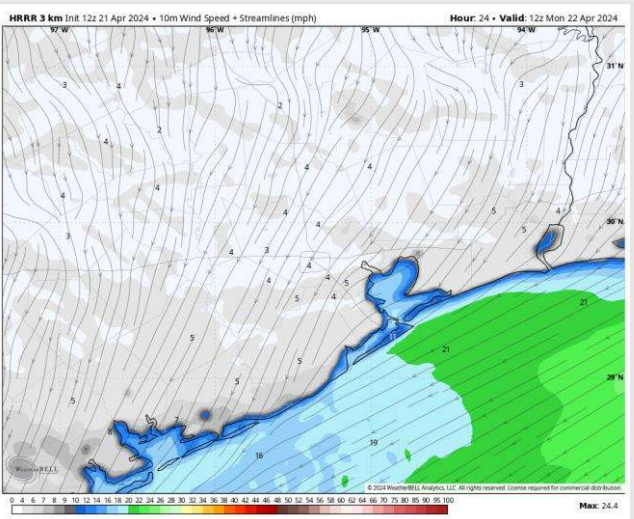 HRRR 3 km Init 12z 21 Apr 2024 • 10m Wind Speed + Streamlines (mph) Hour: 24 • Valid: 12z Mon 22 Apr 2024
97°W 96°W 95°W 94°W
31°N
3 4 3
2
2
4
4 4
4
4
4 5 4
4 30°N
3 5
4 3
4
4 4 5
5 4
21
5
21
5
29°N
5
5
7
8
19
16
WeatherBELL
© 2024 WeatherBELL Analytics, LLC. All rights reserved. License required for commercial distribution.
0 4 6 7 8 9 10 12 14 16 18 20 22 24 26 28 30 32 34 36 38 40 42 44 46 48 50 52 54 56 58 60 62 64 66 70 75 80 85 90 95 100
Max: 24.4